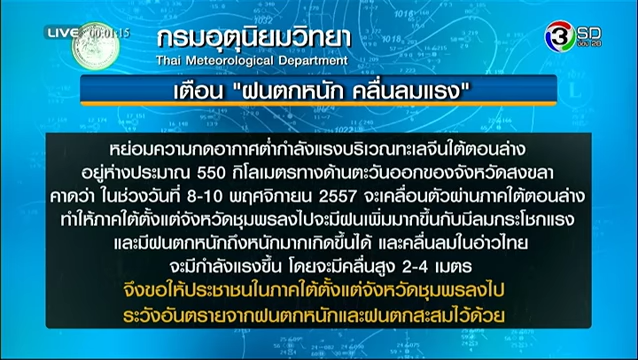 LIVE 00:01:15
กรมอุตุนิยมวิทยา
Thai Meteorological Department
3 SD
เตือน "ฝนตกหนัก คลื่นลมแรง"
หย่อมความกดอากาศต่ำกำลังแรงบริเวณทะเลจีนใต้ตอนล่าง
อยู่ห่างประมาณ 550 กิโลเมตรทางด้านตะวันออกของจังหวัดสงขลา
คาดว่า ในช่วงวันที่ 8-10 พฤศจิกายน 2557 จะเคลื่อนตัวผ่านภาคใต้ตอนล่าง
ทำให้ภาคใต้ตั้งแต่จังหวัดชุมพรลงไปจะมีฝนเพิ่มมากขึ้นกับมีลมกระโชกแรง
และมีฝนตกหนักถึงหนักมากเกิดขึ้นได้ และคลื่นลมในอ่าวไทย
จะมีกำลังแรงขึ้น โดยจะมีคลื่นสูง 2-4 เมตร
จึงขอให้ประชาชนในภาคใต้ตั้งแต่จังหวัดชุมพรลงไป
ระวังอันตรายจากฝนตกหนักและฝนตกสะสมไว้ด้วย